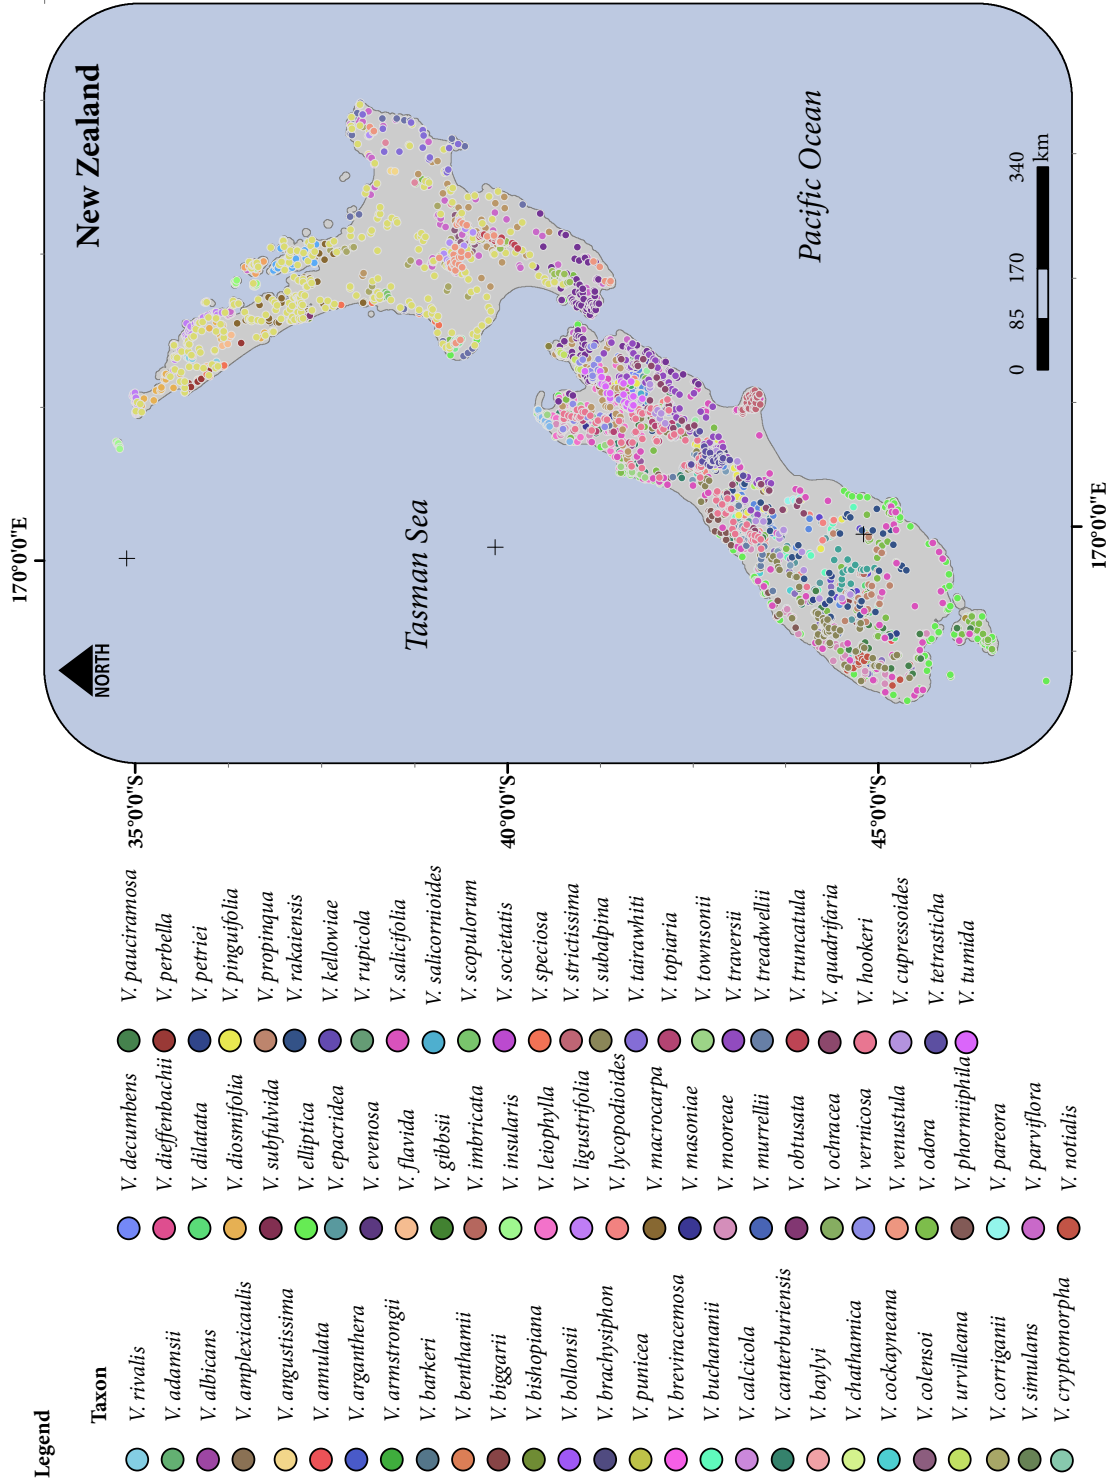 Legend
Taxon
V. rivalis
V. adamsii
V. albicans
V. amplexicaulis
V. angustissima
V. annulata
V. arganthera
V. armstrongii
V. barkeri
V. benthamii
V. biggarii
V. bishopiana
V. bollonsii
V. brachysiphon
V. punicea
V. breviracemosa
V. buchananii
V. calcicola
V. canterburiensis
V. baylyi
V. chathamica
V. cockayneana
V. colensoi
V. urvilleana
V. corriganii
V. simulans
V. cryptomorpha
V. decumbens
V. dieffenbachii
V. dilatata
V. diosmifolia
V. subfulvida
V. elliptica
V. epacridea
V. evenosa
V. flavida
V. gibbsii
V. imbricata
V. insularis
V. leiophylla
V. ligustrifolia
V. lycopodioides
V. macrocarpa
V. masoniae
V. mooreae
V. murrellii
V. obtusata
V. ochracea
V. vernicosa
V. venustula
V. odora
V. phormiiphila
V. pareora
V. parviflora
V. notialis
V. pauciramosa
V. perbella
V. petriei
V. pinguifolia
V. propinqua
V. rakaiensis
V. kellowiae
V. rupicola
V. salicifolia
V. salicornioides
V. scopulorum
V. societatis
V. speciosa
V. strictissima
V. subalpina
V. tairawhiti
V. topiaria
V. townsonii
V. traversii
V. treadwellii
V. truncatula
V. quadrifaria
V. hookeri
V. cupressoides
V. tetrasticha
V. tumida
170°0'0"E
New Zealand
NORTH
35°0'0"S
40°0'0"S
45°0'0"S
Tasman Sea
Pacific Ocean
0 85 170 340
km
170°0'0"E